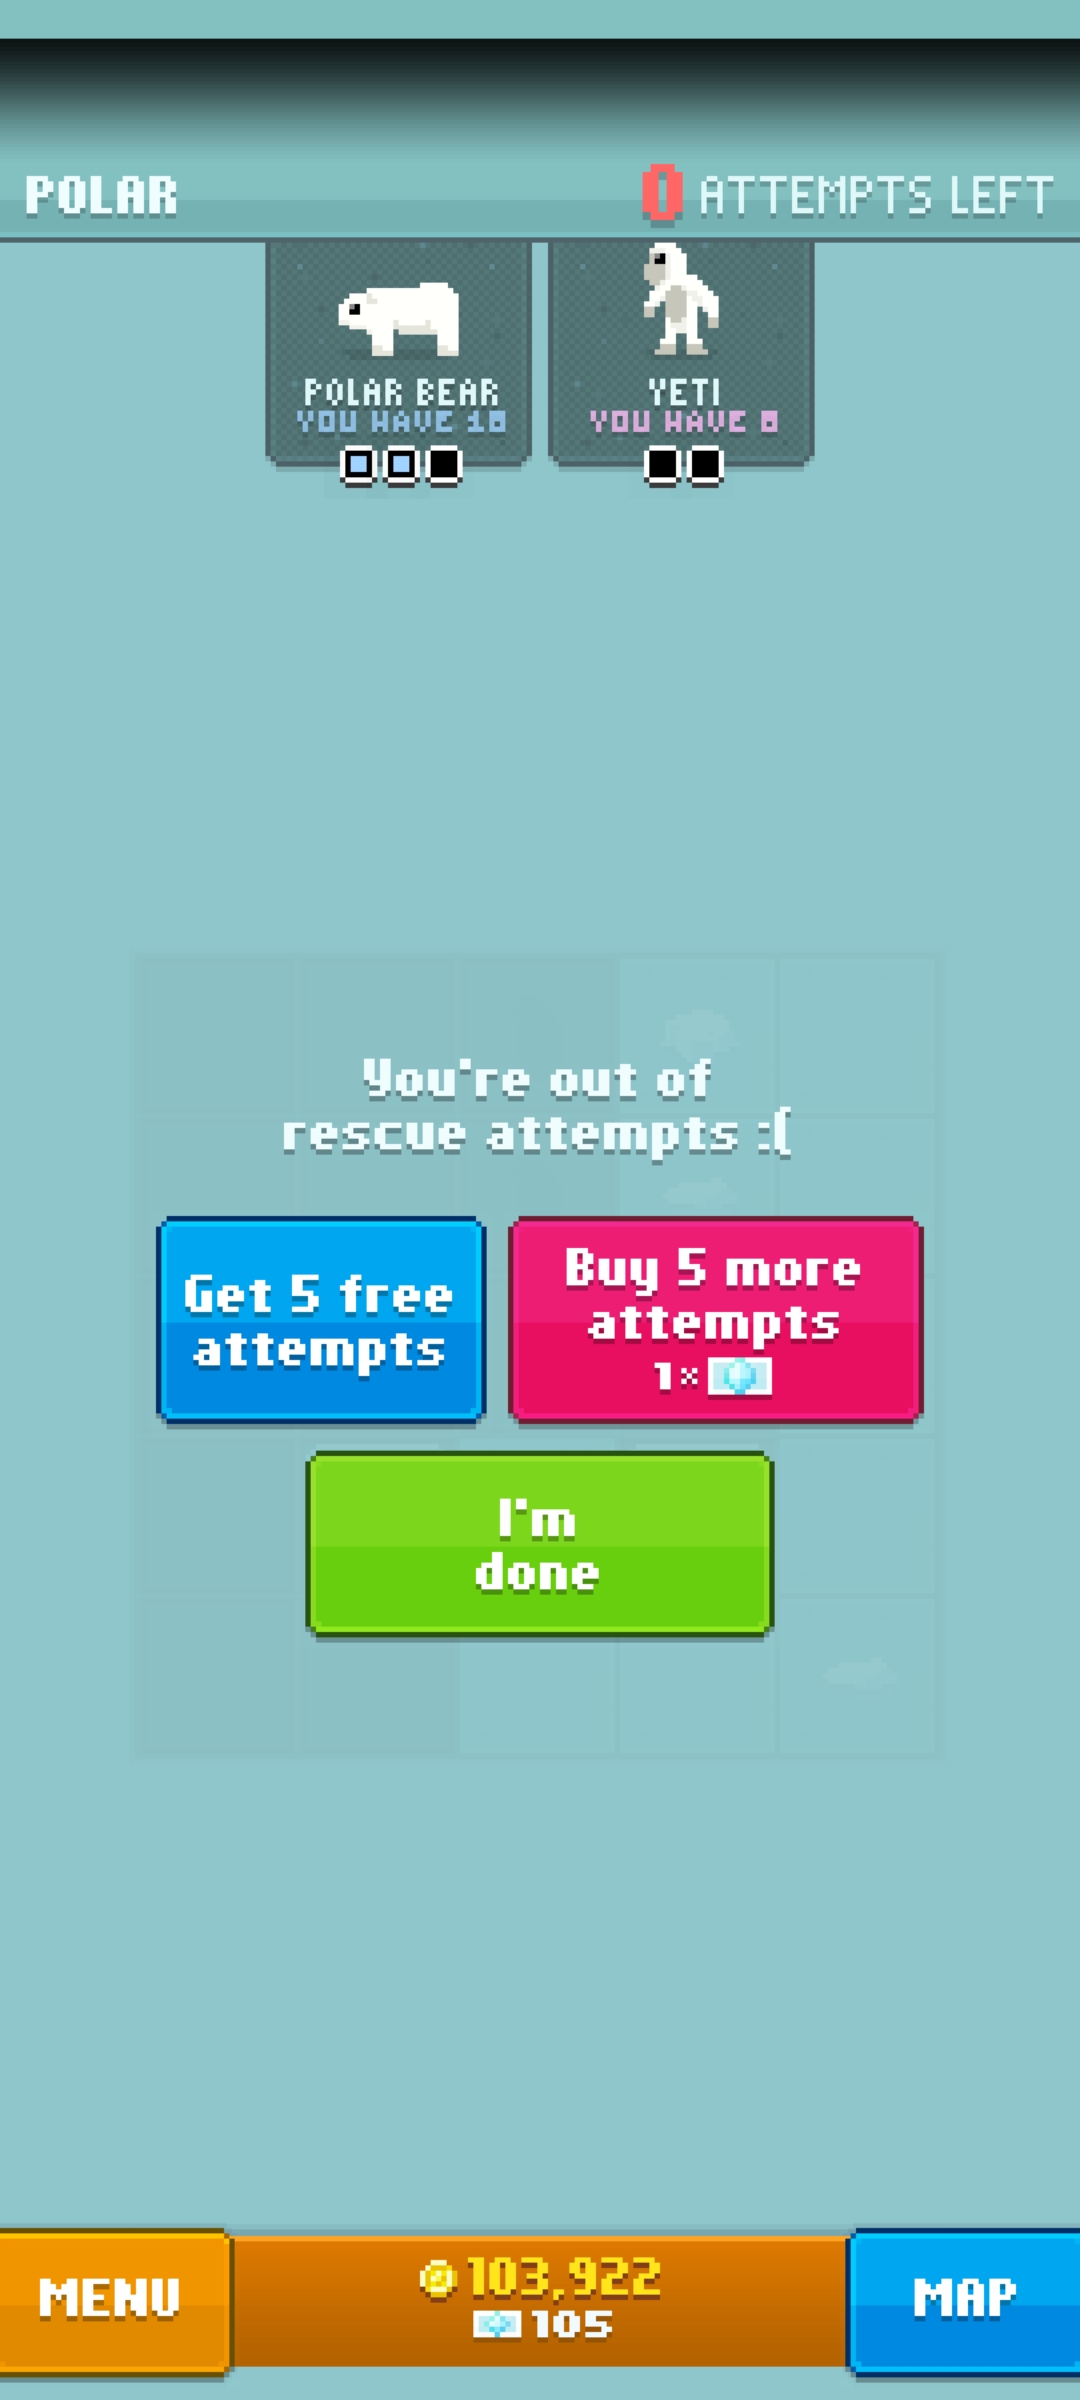 POLAR
0 ATTEMPTS LEFT
POLAR BEAR
YOU HAVE 10
YETI
YOU HAVE 0
You're out of
rescue attempts :(
Get 5 free
attempts
Buy 5 more
attempts
1×
I'm
done
MENU
103,922
105
MAP